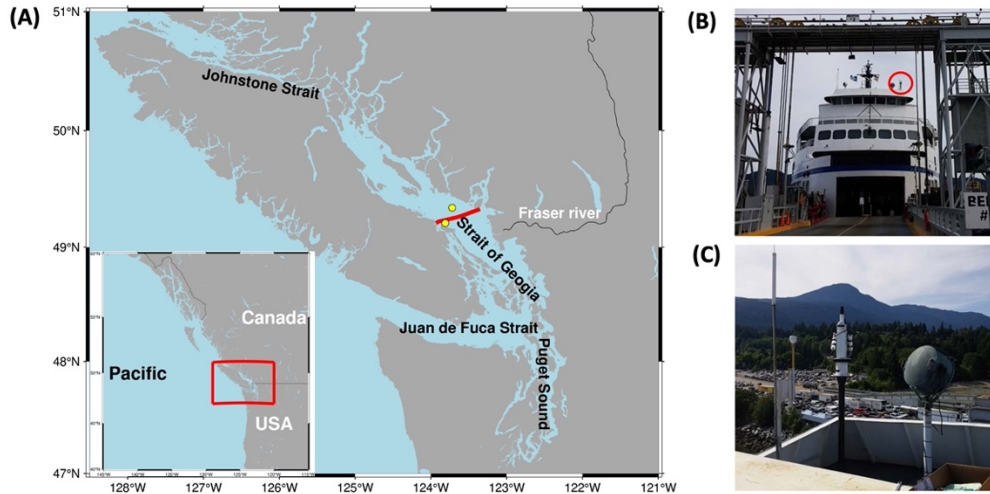 (A)
51°N
50°N
49°N
48°N
47°N
128°W
127°W
126°W
125°W
124°W
123°W
122°W
121°W
Johnstone Strait
Fraser river
Strait of Geogia
Juan de Fuca Strait
Puget Sound
Canada
Pacific
USA
(B)
#
(C)